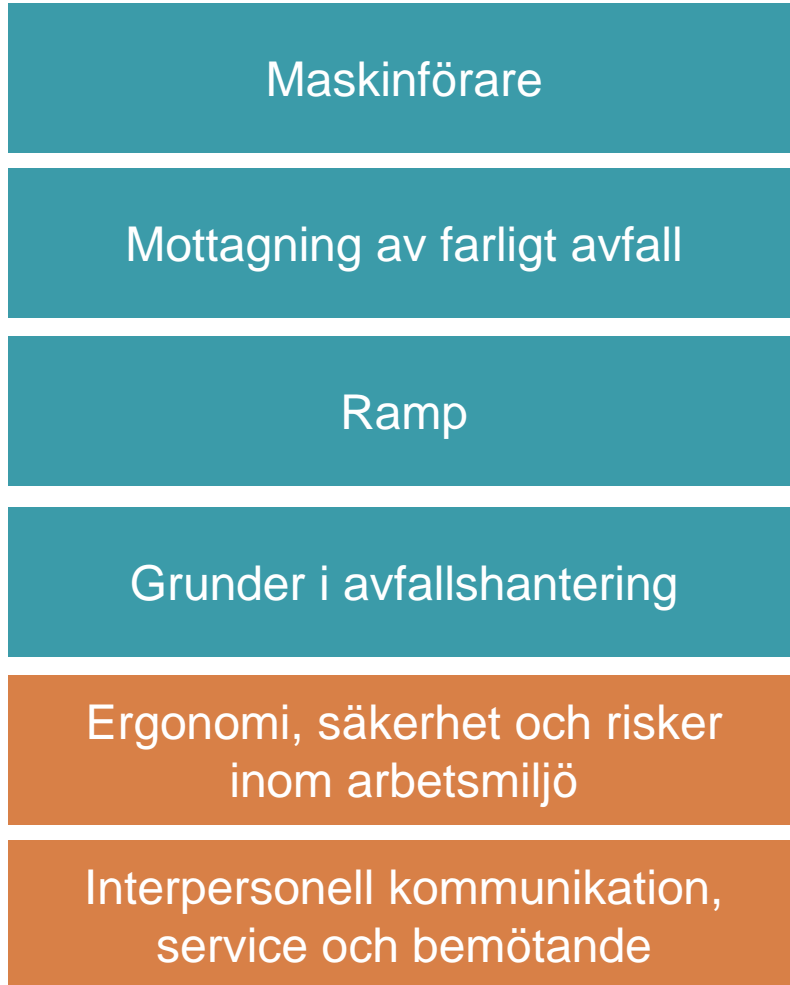 Maskinförare
Mottagning av farligt avfall
Ramp
Grunder i avfallshantering
Ergonomi, säkerhet och risker
inom arbetsmiljö
Interpersonell kommunikation,
service och bemötande